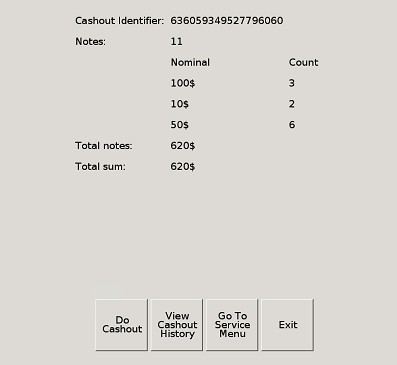 Cashout Identifier: 636059349527796060
Notes: 11
Nominal Count
100$ 3
10$ 2
50$ 6
Total notes: 620$
Total sum: 620$
Do Cashout
View Cashout History
Go To Service Menu
Exit